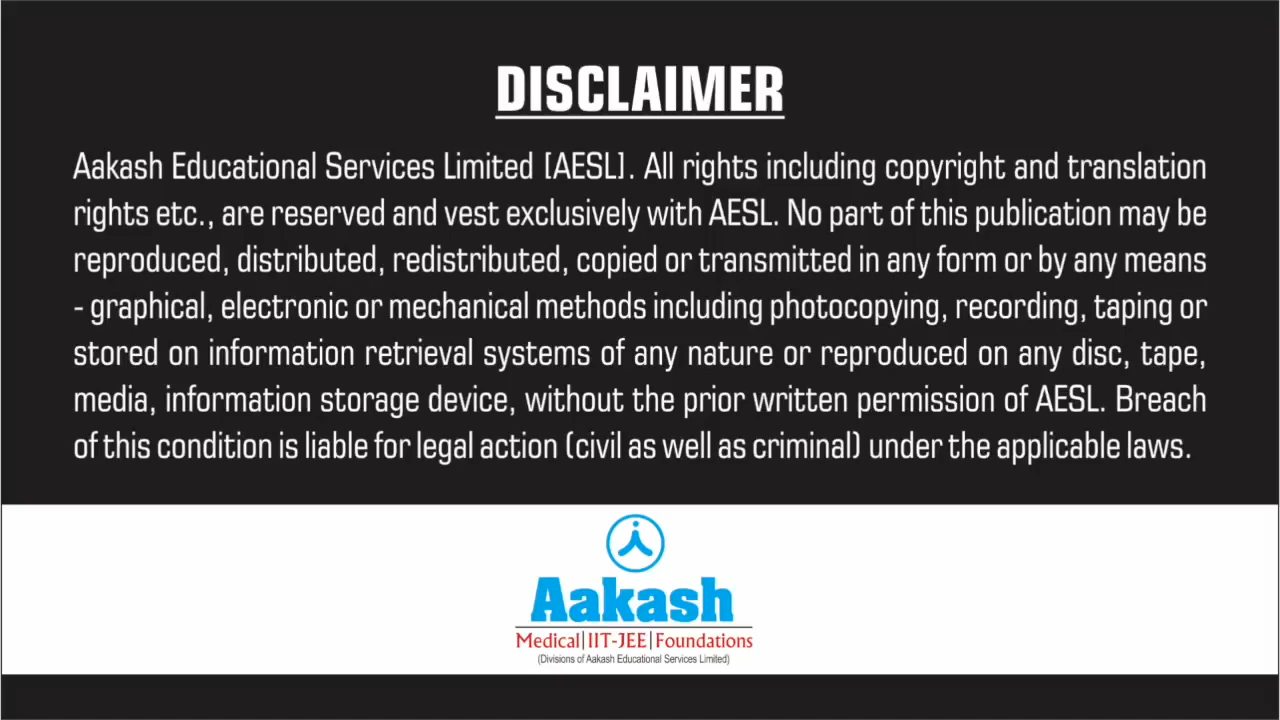 DISCLAIMER
Aakash Educational Services Limited [AESL]. All rights including copyright and translation
rights etc., are reserved and vest exclusively with AESL. No part of this publication may be
reproduced, distributed, redistributed, copied or transmitted in any form or by any means
- graphical, electronic or mechanical methods including photocopying, recording, taping or
stored on information retrieval systems of any nature or reproduced on any disc, tape,
media, information storage device, without the prior written permission of AESL. Breach
of this condition is liable for legal action (civil as well as criminal) under the applicable laws.
Aakash
Medical|IIT-JEE|Foundations
(Divisions of Aakash Educational Services Limited)